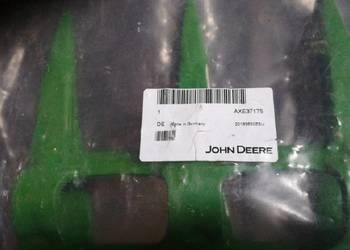 1 AXE37175
DE Made in Germany
JOHN DEERE